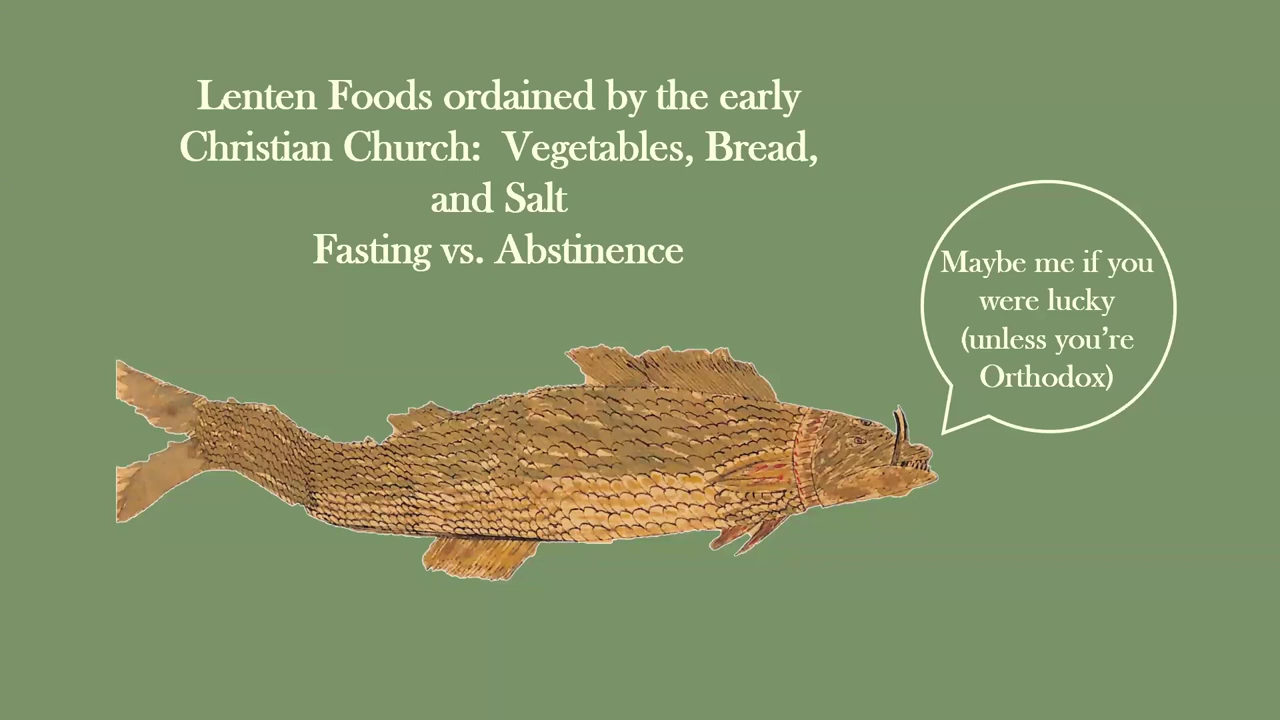 Lenten Foods ordained by the early
Christian Church:  Vegetables, Bread,
and Salt
Fasting vs. Abstinence
Maybe me if you
were lucky
(unless you’re
Orthodox)